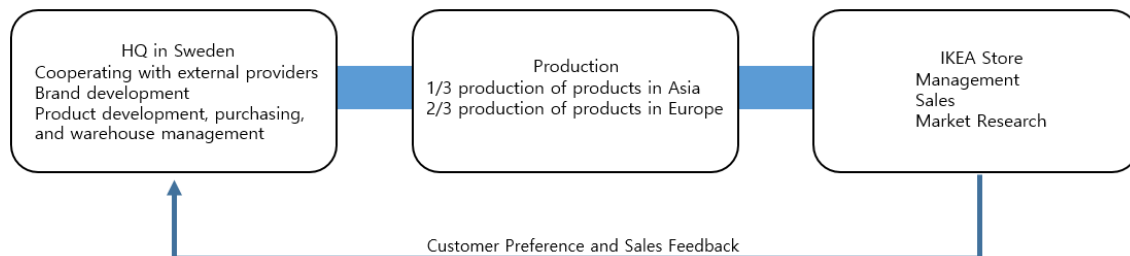 HQ in Sweden
Cooperating with external providers
Brand development
Product development, purchasing,
and warehouse management
Production
1/3 production of products in Asia
2/3 production of products in Europe
IKEA Store
Management
Sales
Market Research
Customer Preference and Sales Feedback